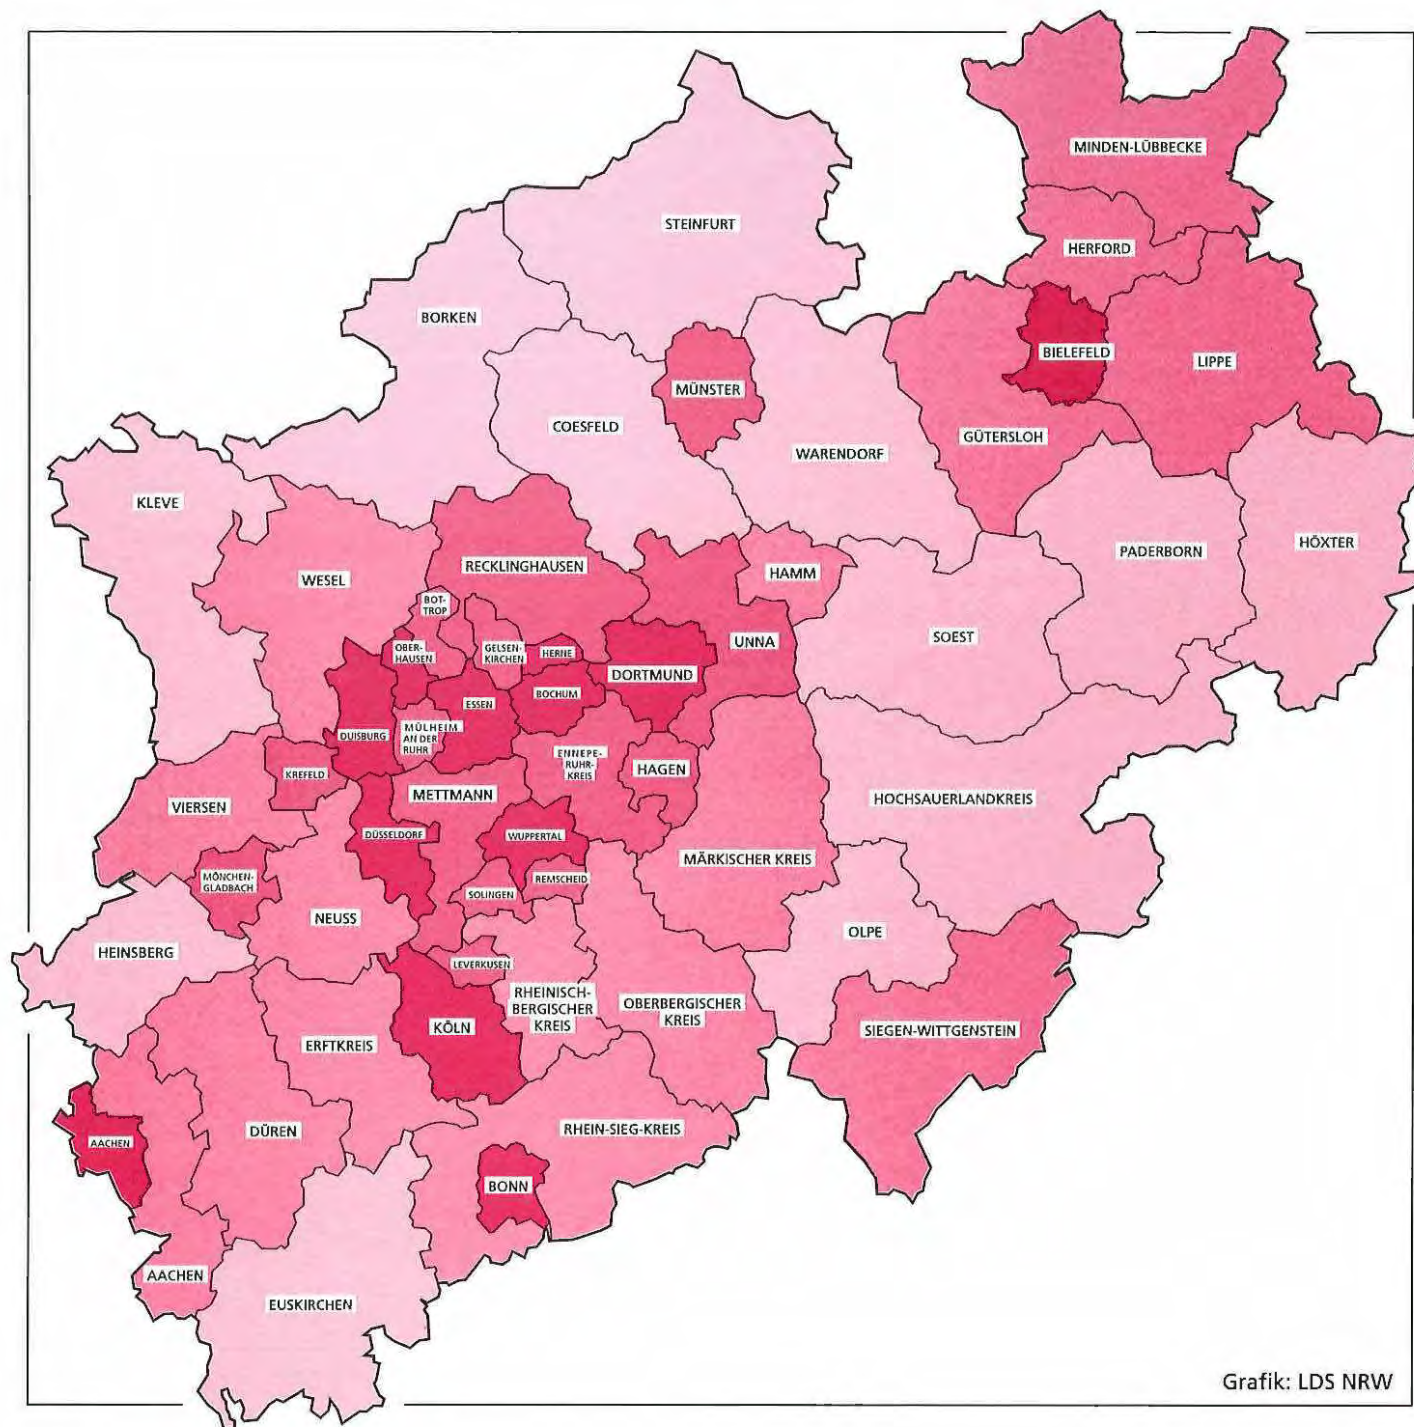 MINDEN-LÜBBECKE
STEINFURT
HERFORD
BORKEN
BIELEFELD
LIPPE
MÜNSTER
COESFELD
GÜTERSLOH
WARENDORF
KLEVE
HÖXTER
PADERBORN
RECKLINGHAUSEN
HAMM
WESEL
BOT-
TROP
SOEST
UNNA
OBER-
HAUSEN
GELSEN-
KIRCHEN
HERNE
DORTMUND
BOCHUM
ESSEN
DUISBURG
MÜLHEIM
AN DER
RUHR
ENNEPE-
RUHR-
KREIS
HAGEN
KREFELD
METTMANN
HOCHSAUERLANDKREIS
VIERSEN
DÜSSELDORF
WUPPERTAL
MÄRKISCHER KREIS
MÖNCHEN-
GLADBACH
REMSCHEID
SOLINGEN
NEUSS
OLPE
HEINSBERG
LEVERKUSEN
RHEINISCH-
BERGISCHER
KREIS
OBERBERGISCHER
KREIS
KÖLN
SIEGEN-WITTGENSTEIN
ERFTKREIS
DÜREN
RHEIN-SIEG-KREIS
AACHEN
BONN
AACHEN
EUSKIRCHEN
Grafik: LDS NRW